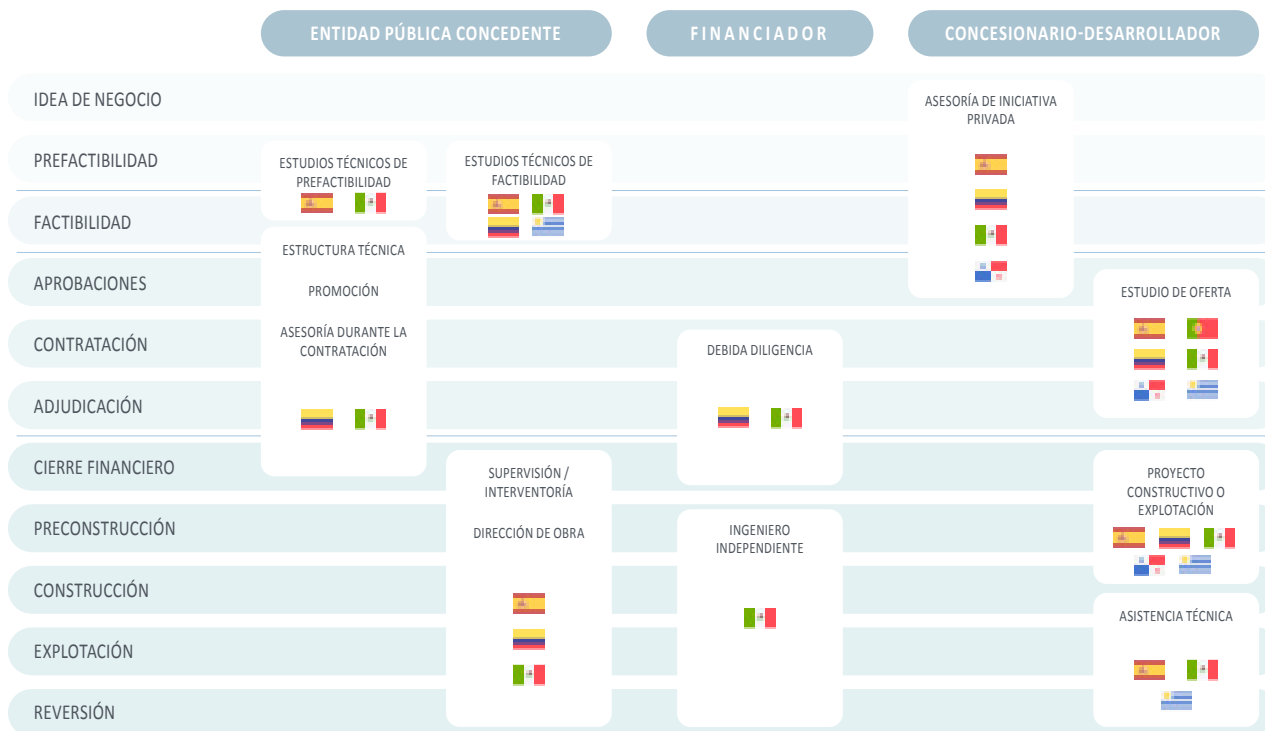 ENTIDAD PÚBLICA CONCEDENTE
FINANCIADOR
CONCESIONARIO-DESARROLLADOR
IDEA DE NEGOCIO
PREFACTIBILIDAD
FACTIBILIDAD
APROBACIONES
CONTRATACIÓN
ADJUDICACIÓN
CIERRE FINANCIERO
PRECONSTRUCCIÓN
CONSTRUCCIÓN
EXPLOTACIÓN
REVERSIÓN
ESTUDIOS TÉCNICOS DE
PREFACTIBILIDAD
ESTUDIOS TÉCNICOS DE
FACTIBILIDAD
ESTRUCTURA TÉCNICA
PROMOCIÓN
ASESORÍA DURANTE LA
CONTRATACIÓN
SUPERVISIÓN /
INTERVENTORÍA
DIRECCIÓN DE OBRA
DEBIDA DILIGENCIA
INGENIERO
INDEPENDIENTE
ASESORÍA DE INICIATIVA
PRIVADA
ESTUDIO DE OFERTA
PROYECTO
CONSTRUCTIVO O
EXPLOTACIÓN
ASISTENCIA TÉCNICA